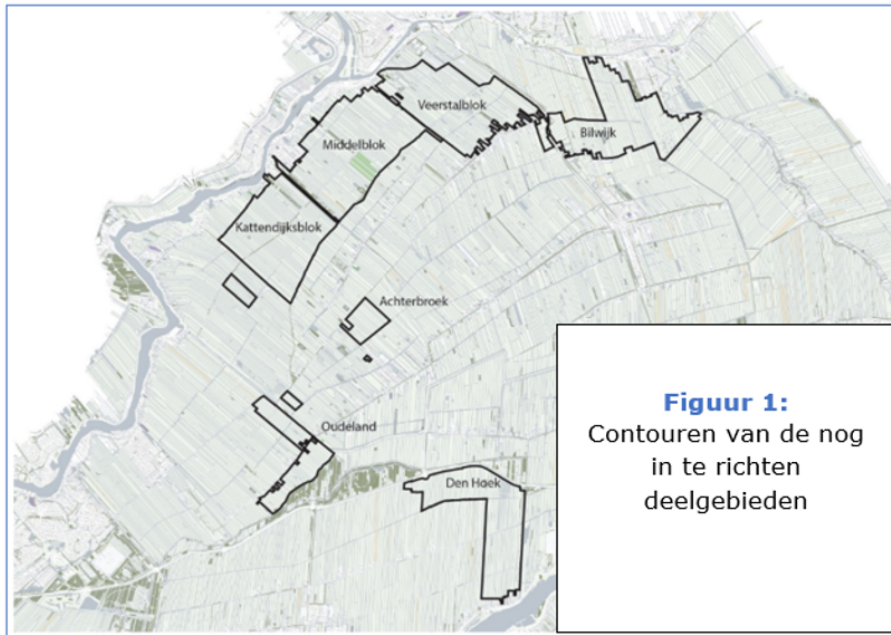 Veerstalblok
Bilwijk
Middelblok
Kattendijksblok
Achterbroek
Oudeland
Den Hoek
Figuur 1:
Contouren van de nog
in te richten
deelgebieden